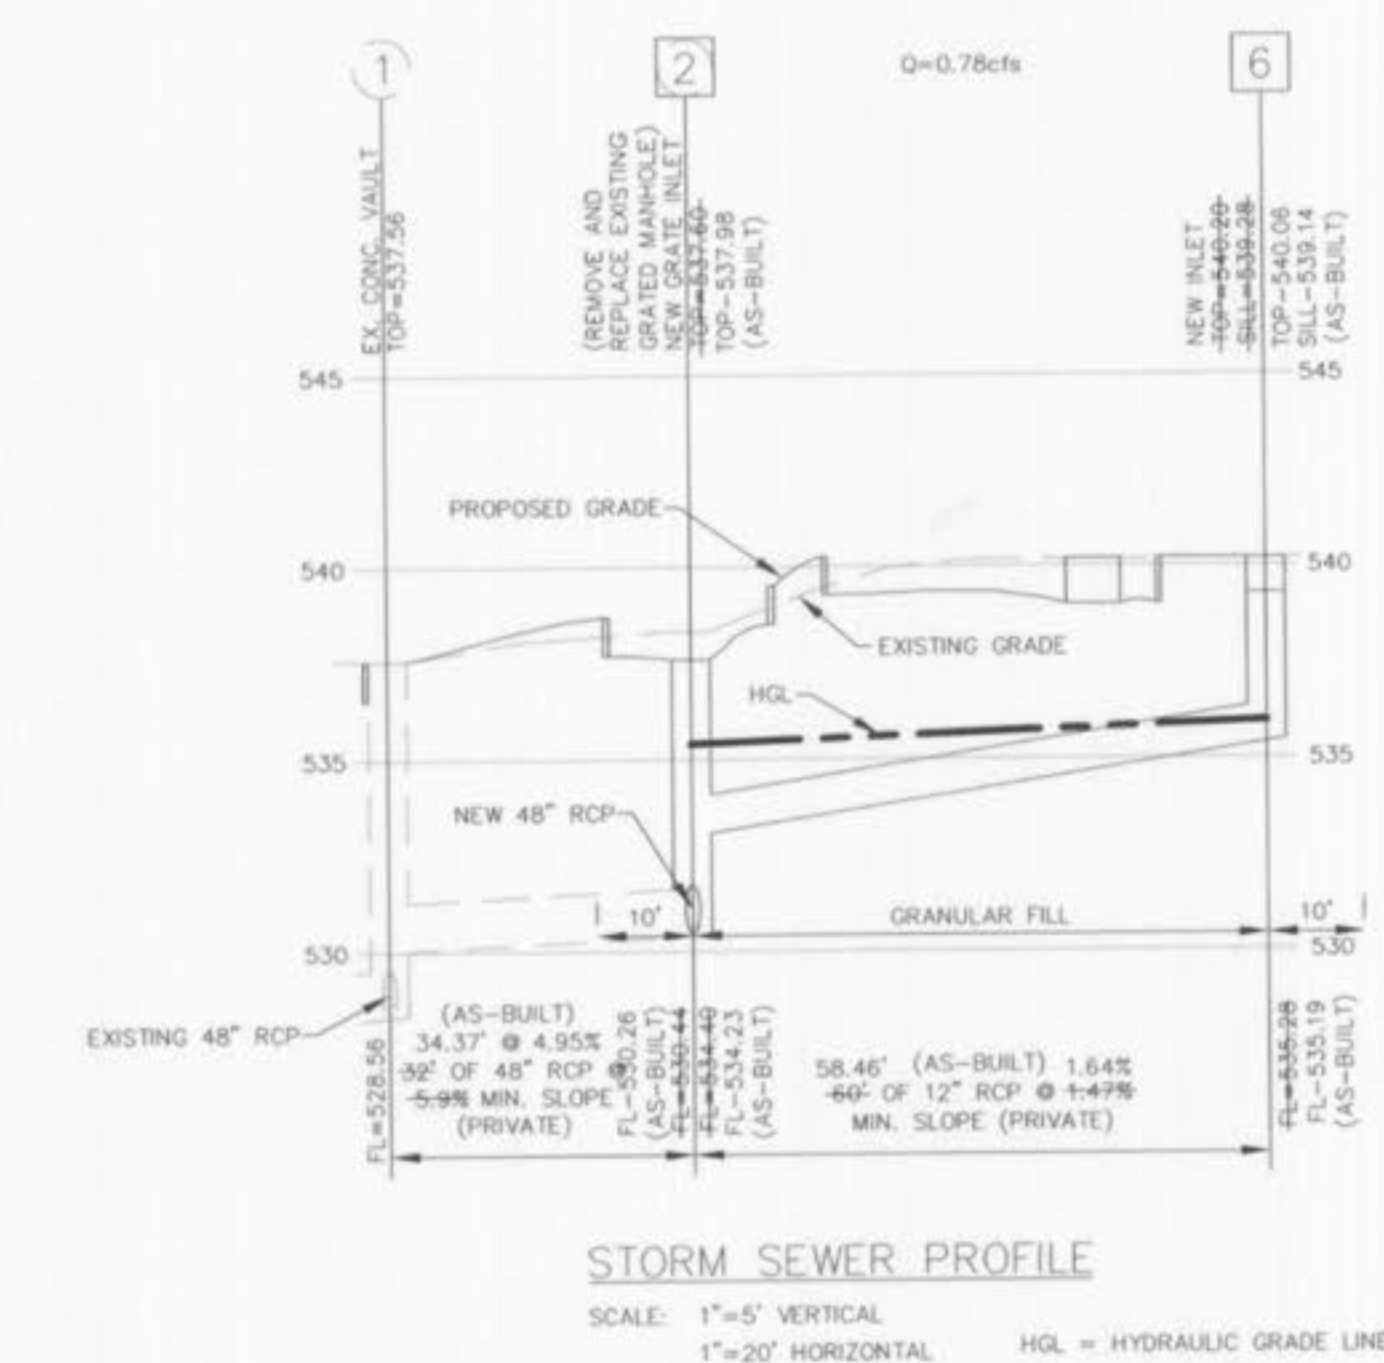 1
2
Q=0.78cfs
6
EX. CONC. VAULT
TOP=537.56
(REMOVE AND
REPLACE EXISTING
GRATED MANHOLE)
NEW GRATE INLET
TOP=537.60
TOP-537.98
(AS-BUILT)
NEW INLET
TOP=540.20
SILL=539.28
TOP-540.06
SILL-539.14
(AS-BUILT)
545
545
PROPOSED GRADE
540
540
EXISTING GRADE
HGL
535
535
NEW 48" RCP
10'
GRANULAR FILL
10'
530
530
EXISTING 48" RCP
FL=528.56
(AS-BUILT)
34.37' @ 4.95%
32' OF 48" RCP @
5.9% MIN. SLOPE
(PRIVATE)
FL-530.26
(AS-BUILT)
FL=530.44
FL=534.40
FL-534.23
(AS-BUILT)
58.46' (AS-BUILT) 1.64%
60' OF 12" RCP @ 1.47%
MIN. SLOPE (PRIVATE)
FL=535.28
FL-535.19
(AS-BUILT)
STORM SEWER PROFILE
SCALE: 1"=5' VERTICAL
1"=20' HORIZONTAL
HGL = HYDRAULIC GRADE LINE